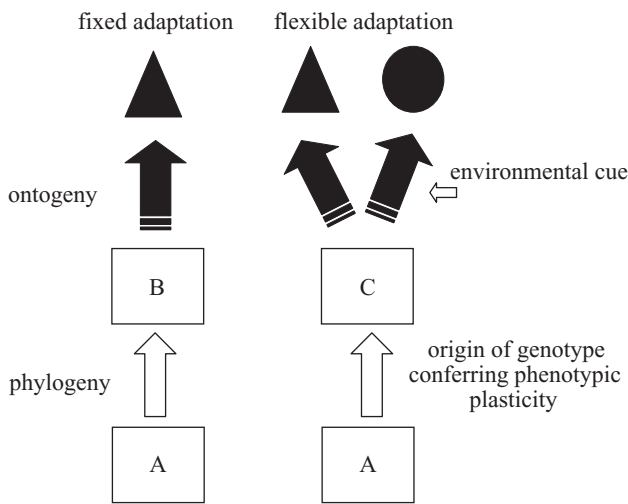 fixed adaptation
flexible adaptation
ontogeny
environmental cue
B
C
phylogeny
origin of genotype
conferring phenotypic
plasticity
A
A